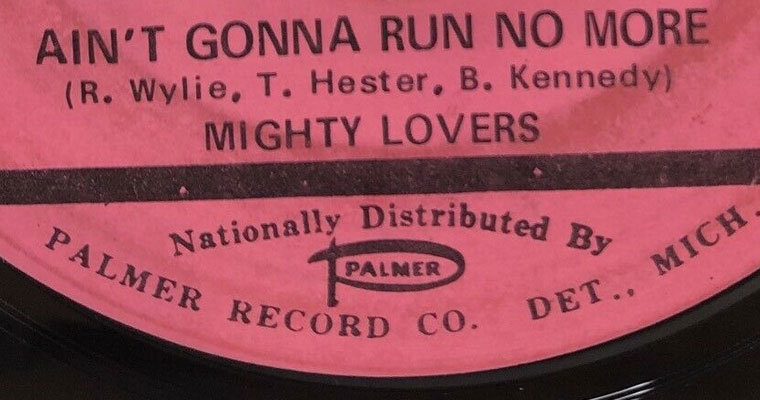 AIN'T GONNA RUN NO MORE
(R. Wylie, T. Hester, B. Kennedy)
MIGHTY LOVERS
Nationally Distributed By
PALMER
PALMER RECORD CO. DET., MICH.